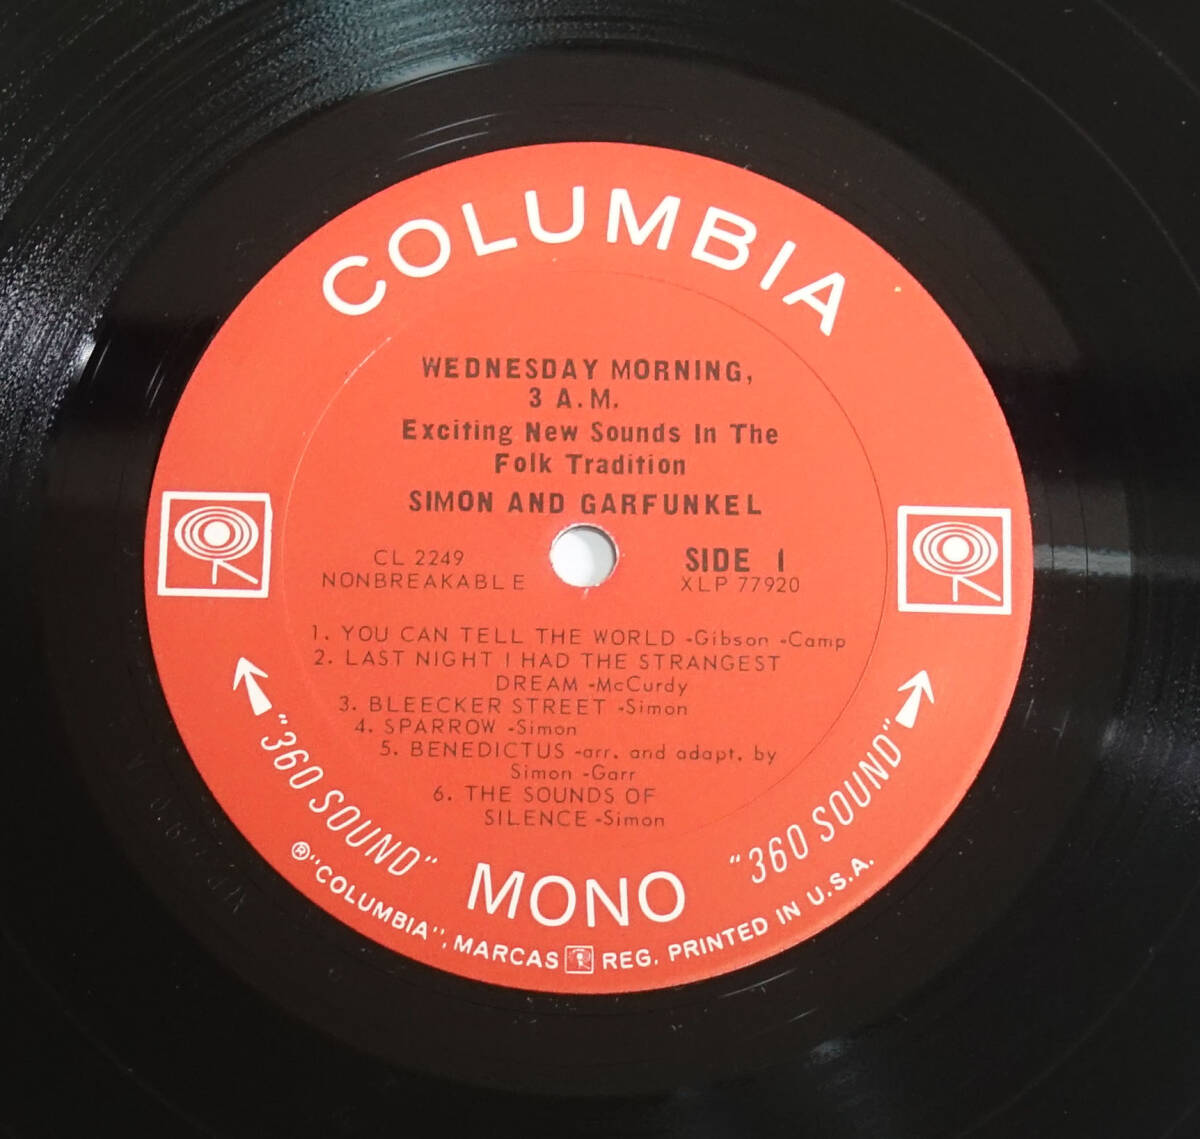 COLUMBIA
WEDNESDAY MORNING,
3 A.M.
Exciting New Sounds In The
Folk Tradition
SIMON AND GARFUNKEL
CL 2249
NONBREAKABLE
SIDE 1
XLP 77920
1. YOU CAN TELL THE WORLD -Gibson -Camp
2. LAST NIGHT I HAD THE STRANGEST
DREAM -McCurdy
3. BLEECKER STREET -Simon
4. SPARROW -Simon
5. BENEDICTUS -arr. and adapt. by
Simon -Garr
6. THE SOUNDS OF
SILENCE -Simon
"360 SOUND"
MONO
"360 SOUND"
® "COLUMBIA", MARCAS REG. PRINTED IN U.S.A.